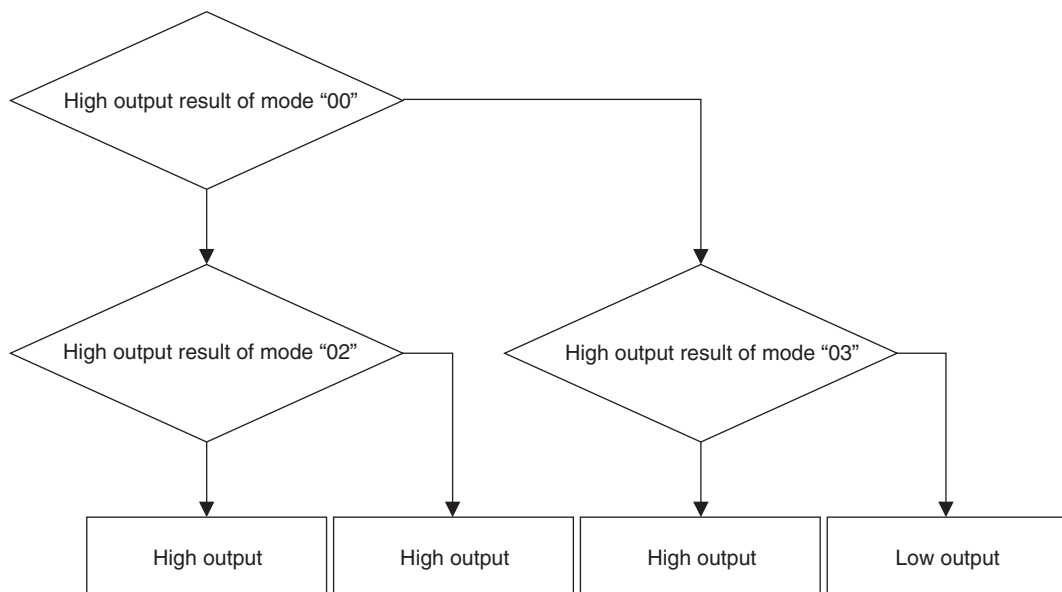 High output result of mode “00”
High output result of mode “02”
High output result of mode “03”
High output
High output
High output
Low output